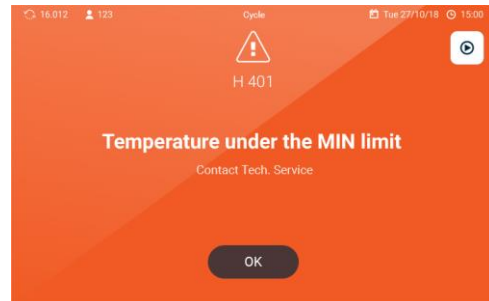 16.012 123 Cycle Tue 27/10/18 15:00
H 401
Temperature under the MIN limit
Contact Tech. Service
OK